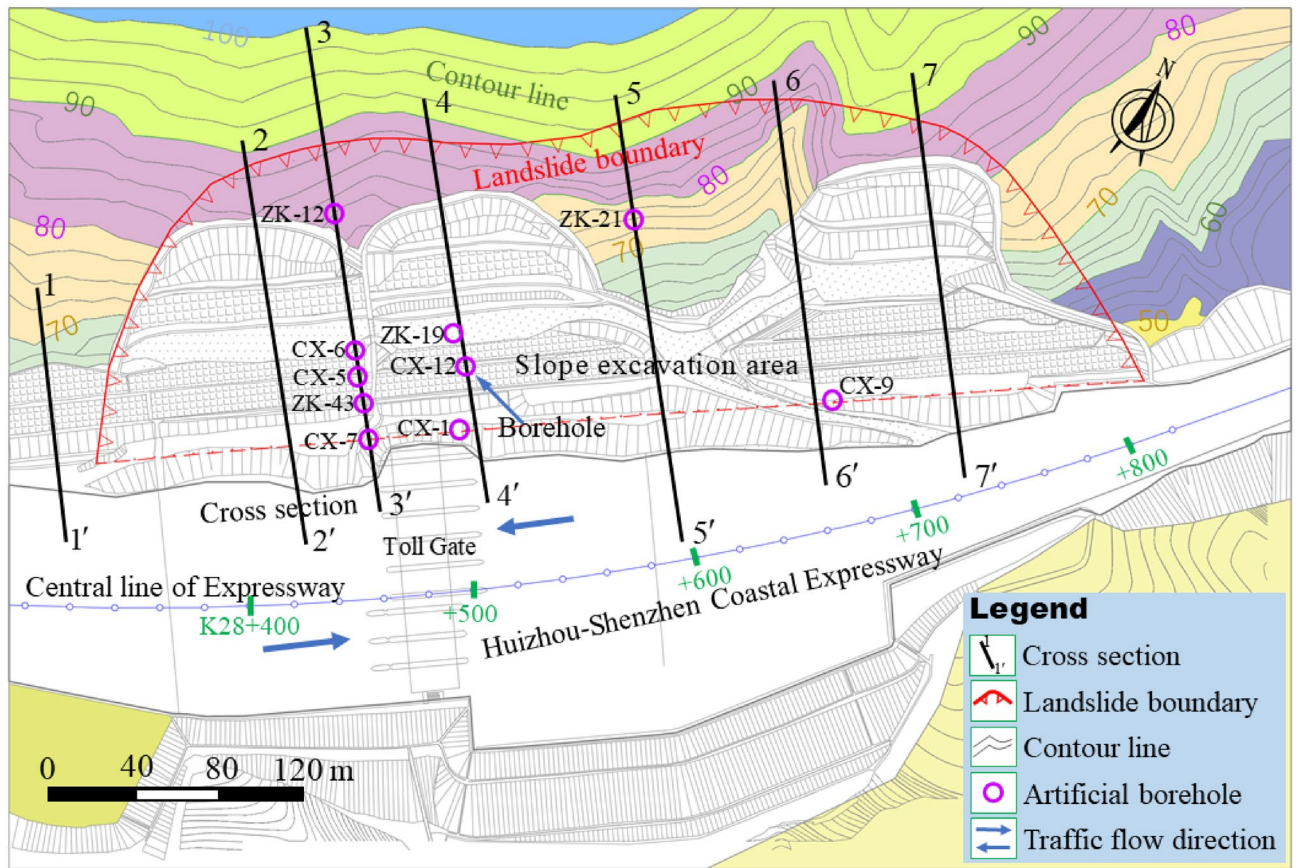 100
3
90
Contour line
4
5
90
6
7
80
90
N
2
Landslide boundary
80
70
60
ZK-12
ZK-21
80
70
1
70
50
ZK-19
CX-6
CX-12
Slope excavation area
CX-5
ZK-43
CX-9
CX-1
Borehole
CX-7
+800
Cross section
3′
4′
6′
7′
1′
2′
Toll Gate
5′
+700
+600
Central line of Expressway
+500
K28+400
Huizhou-Shenzhen Coastal Expressway
Legend
1
1′
Cross section
Landslide boundary
Contour line
Artificial borehole
Traffic flow direction
0 40 80 120 m